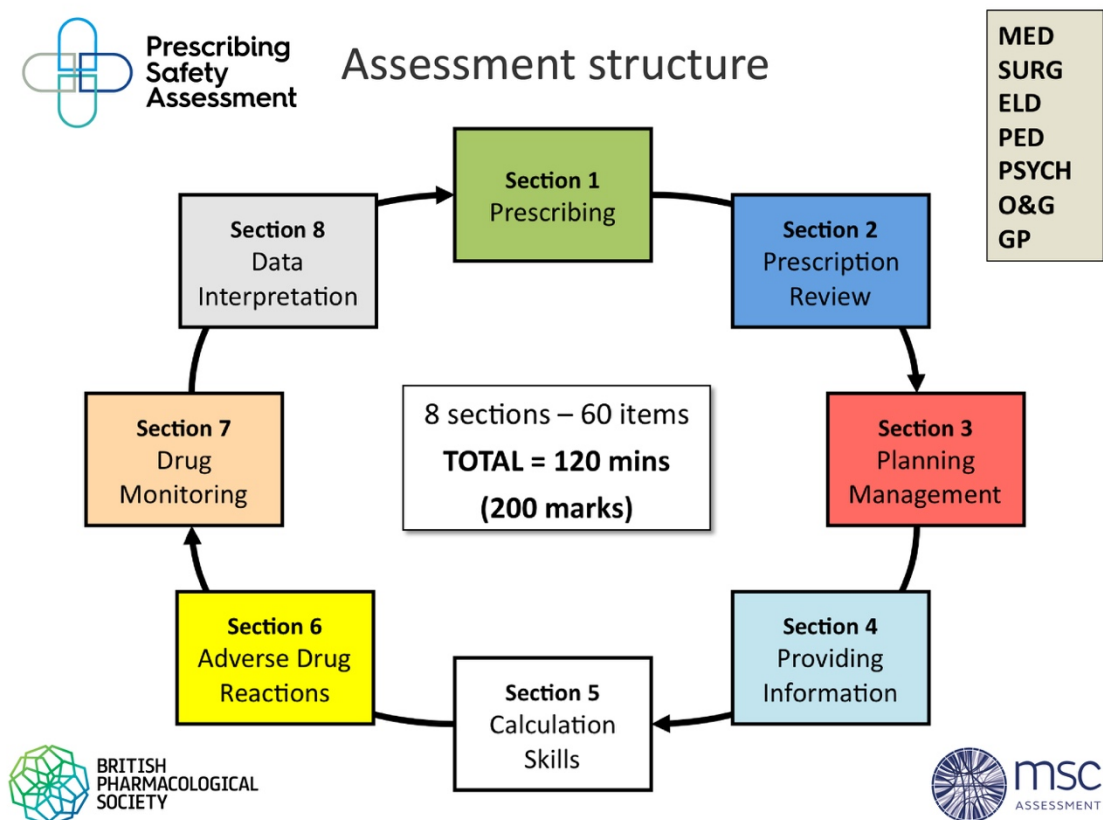 Prescribing
Safety
Assessment
Assessment structure
MED
SURG
ELD
PED
PSYCH
O&G
GP
Section 1
Prescribing
Section 2
Prescription
Review
Section 3
Planning
Management
Section 4
Providing
Information
Section 5
Calculation
Skills
Section 6
Adverse Drug
Reactions
Section 7
Drug
Monitoring
Section 8
Data
Interpretation
8 sections – 60 items
TOTAL = 120 mins
(200 marks)
BRITISH
PHARMACOLOGICAL
SOCIETY
msc
ASSESSMENT